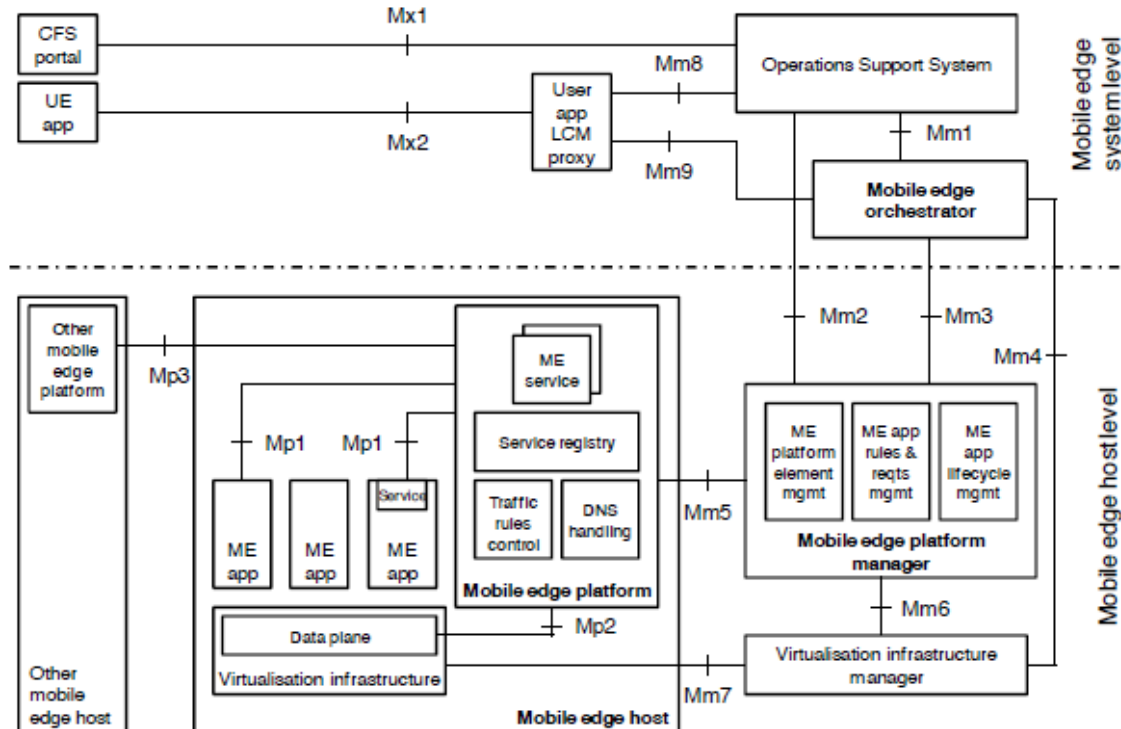 Mx1
CFS
portal
Operations Support System
Mm8
UE
app
User
app
LCM
proxy
Mx2
Mm9
Mm1
Mobile edge
orchestrator
Mobile edge
system level
Other
mobile
edge
platform
Mp3
ME
service
Mm2
Mm3
Mm4
Mp1
Mp1
Service registry
ME
platform
element
mgmt
ME app
rules &
reqts
mgmt
ME
app
lifecycle
mgmt
Service
ME
app
ME
app
ME
app
Traffic
rules
control
DNS
handling
Mm5
Mobile edge platform
manager
Mobile edge platform
Mp2
Mm6
Data plane
Virtualisation infrastructure
Mm7
Virtualisation infrastructure
manager
Other
mobile
edge host
Mobile edge host
Mobile edge host level